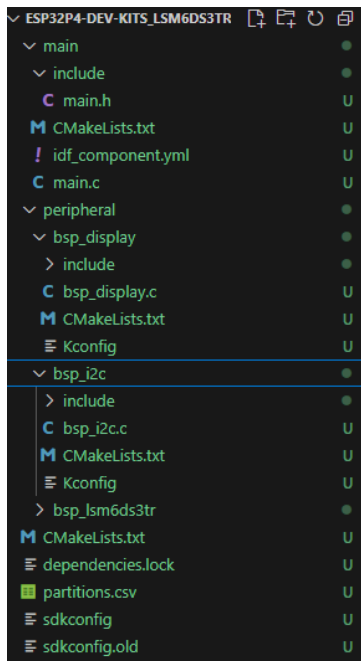 ESP32P4-DEV-KITS_LSM6DS3TR
main
include
C main.h U
M CMakeLists.txt U
! idf_component.yml U
C main.c U
peripheral
bsp_display
include
C bsp_display.c U
M CMakeLists.txt U
Kconfig U
bsp_i2c
include
C bsp_i2c.c U
M CMakeLists.txt U
Kconfig U
bsp_lsm6ds3tr
M CMakeLists.txt U
dependencies.lock U
partitions.csv U
sdkconfig U
sdkconfig.old U